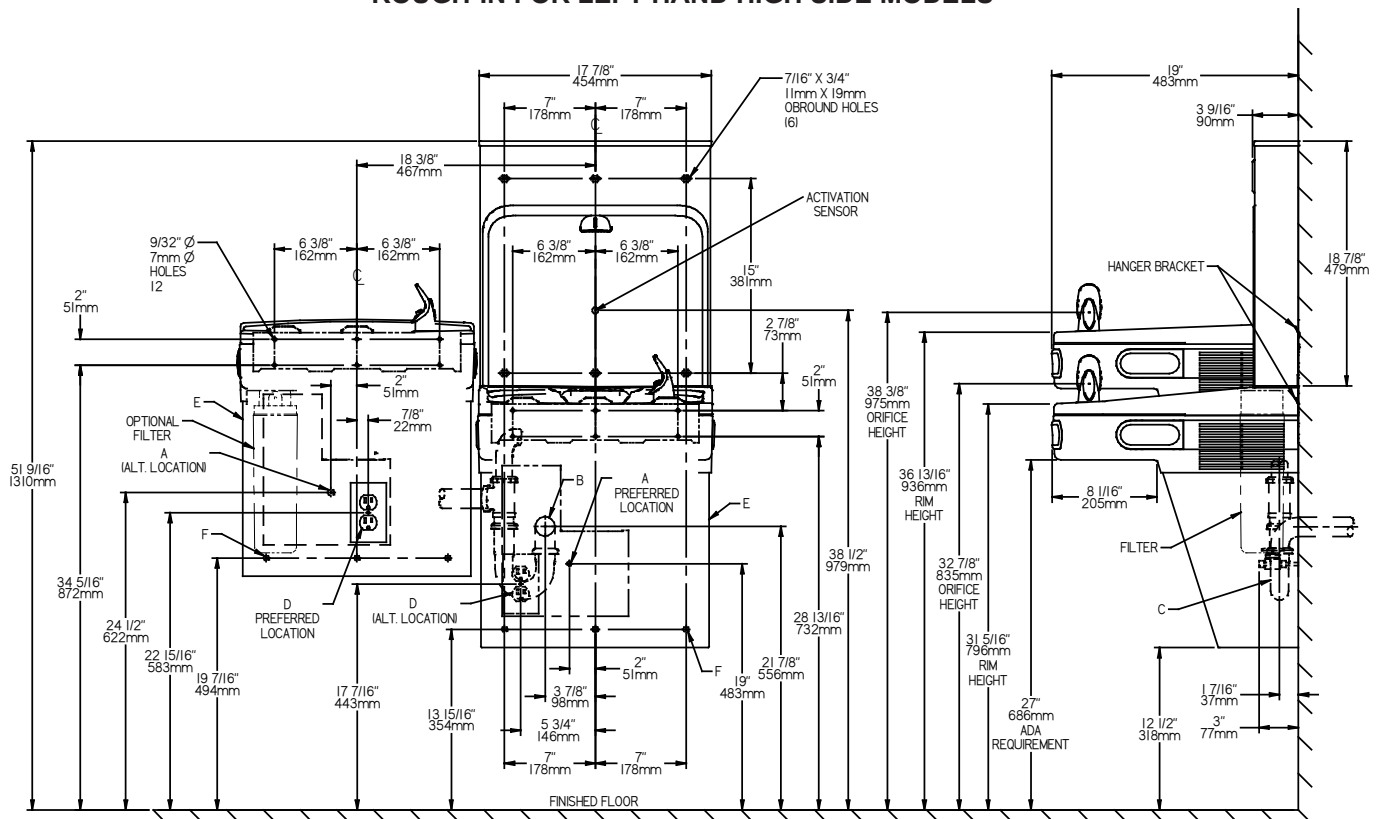 ROUGH-IN FOR LEFT HAND HIGH SIDE MODELS
17 7/8"
454mm
7"
178mm
7"
178mm
7/16" X 3/4"
11mm X 19mm
OBROUND HOLES
(6)
19"
483mm
3 9/16"
90mm
18 3/8"
467mm
ACTIVATION
SENSOR
9/32" Ø
7mm Ø
HOLES
12
6 3/8"
162mm
6 3/8"
162mm
6 3/8"
162mm
6 3/8"
162mm
15"
381mm
HANGER BRACKET
18 7/8"
479mm
2"
51mm
2 7/8"
73mm
2"
51mm
2"
51mm
7/8"
22mm
E
OPTIONAL
FILTER
A
(ALT. LOCATION)
38 3/8"
975mm
ORIFICE
HEIGHT
36 13/16"
936mm
RIM
HEIGHT
51 9/16"
1310mm
B
A
PREFERRED
LOCATION
E
8 1/16"
205mm
F
FILTER
34 5/16"
872mm
38 1/2"
979mm
32 7/8"
835mm
ORIFICE
HEIGHT
24 1/2"
622mm
D
PREFERRED
LOCATION
D
(ALT. LOCATION)
28 13/16"
732mm
C
22 15/16"
583mm
31 5/16"
796mm
RIM
HEIGHT
19 7/16"
494mm
17 7/16"
443mm
2"
51mm
F
21 7/8"
556mm
19"
483mm
3 7/8"
98mm
13 15/16"
354mm
5 3/4"
146mm
27"
686mm
ADA
REQUIREMENT
12 1/2"
318mm
1 7/16"
37mm
3"
77mm
7"
178mm
7"
178mm
FINISHED FLOOR